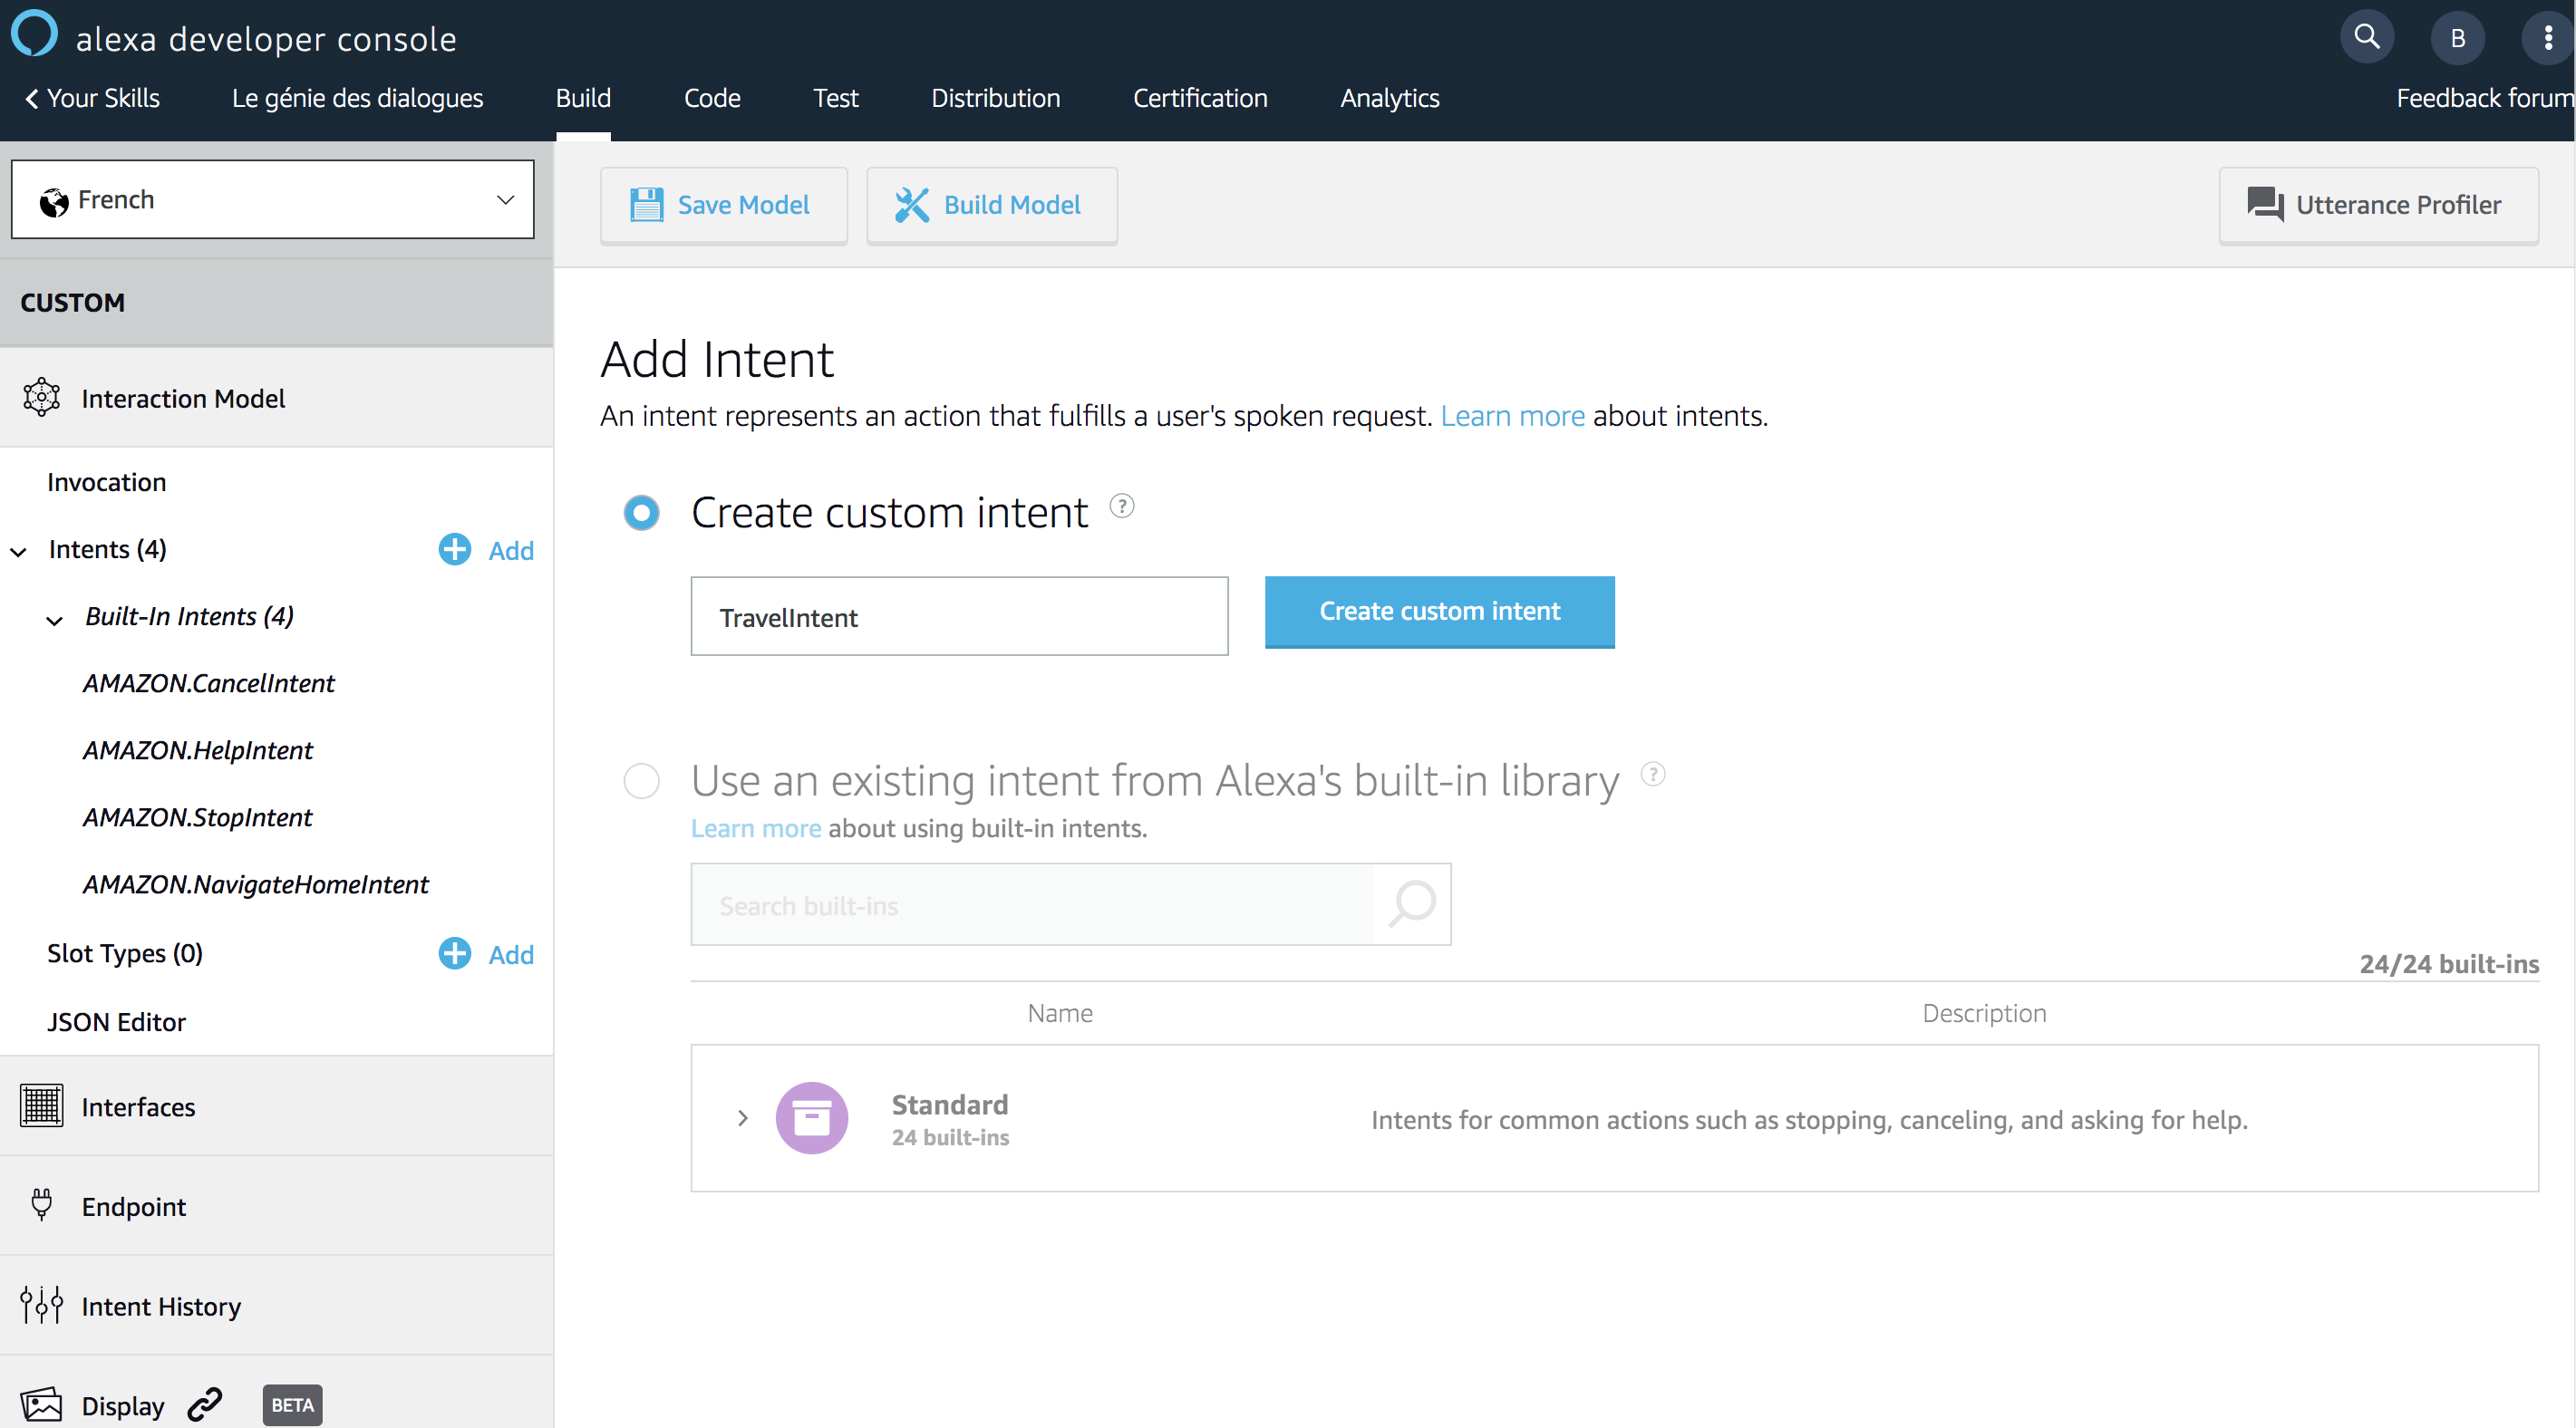 alexa developer console
B
Your Skills
Le génie des dialogues
Build
Code
Test
Distribution
Certification
Analytics
Feedback forum
French
Save Model
Build Model
Utterance Profiler
CUSTOM
Interaction Model
Invocation
Intents (4)
Add
Built-In Intents (4)
AMAZON.CancelIntent
AMAZON.HelpIntent
AMAZON.StopIntent
AMAZON.NavigateHomeIntent
Slot Types (0)
Add
JSON Editor
Interfaces
Endpoint
Intent History
Display
BETA
Add Intent
An intent represents an action that fulfills a user's spoken request. Learn more about intents.
Create custom intent ?
TravelIntent
Create custom intent
Use an existing intent from Alexa's built-in library ?
Learn more about using built-in intents.
Search built-ins
24/24 built-ins
Name
Description
Standard
24 built-ins
Intents for common actions such as stopping, canceling, and asking for help.